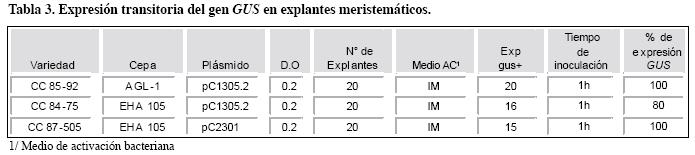 Tabla 3. Expresión transitoria del gen GUS en explantes meristemáticos.
Variedad Cepa Plásmido D.O N° de Explantes Medio AC¹ Exp gus+ Tiempo de inoculación % de expresión GUS
CC 85-92 AGL-1 pC1305.2 0.2 20 IM 20 1h 100
CC 84-75 EHA 105 pC1305.2 0.2 20 IM 16 1h 80
CC 87-505 EHA 105 pC2301 0.2 20 IM 15 1h 100
1/ Medio de activación bacteriana